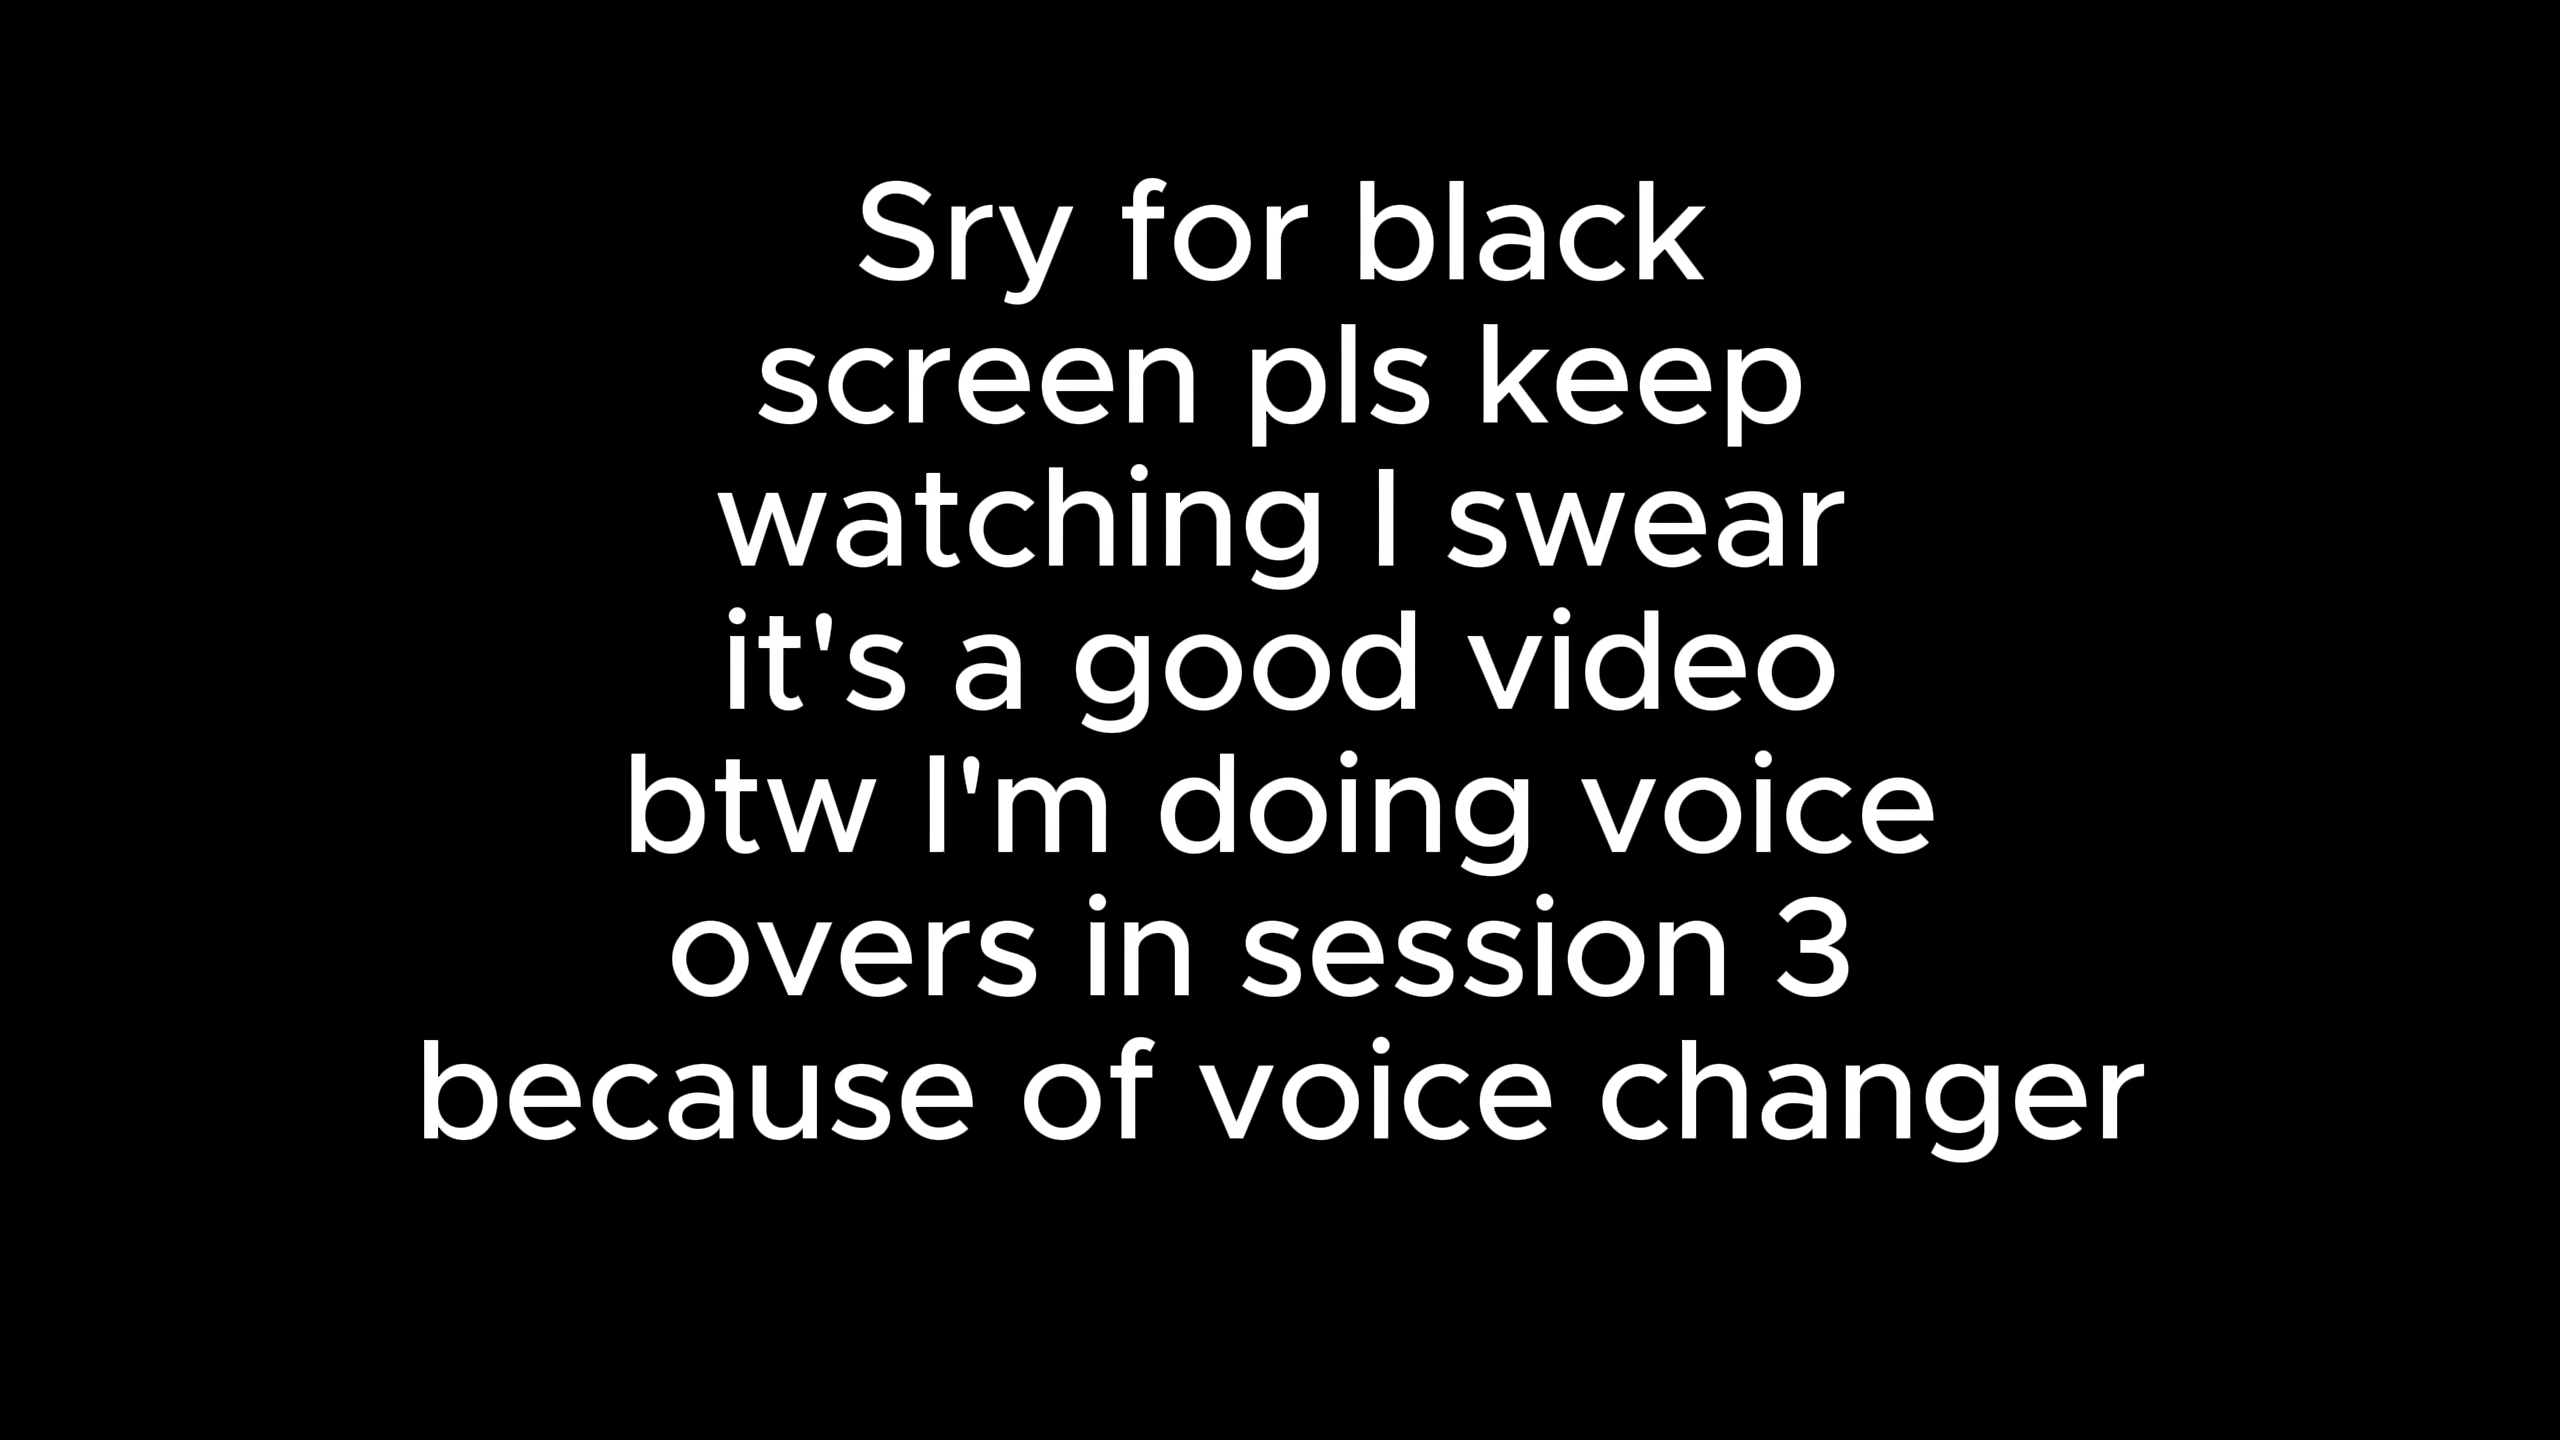 Sry for black
screen pls keep
watching I swear
it's a good video
btw I'm doing voice
overs in session 3
because of voice changer